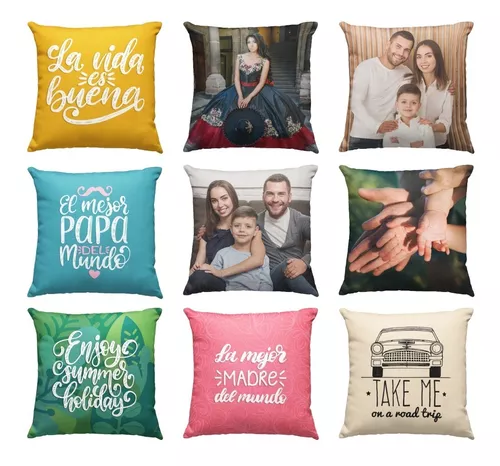 La vida
es
buena
El mejor
PAPA
DEL
Mundo
Enjoy
summer
holiday
La mejor
MADRE
del mundo
TAKE ME
on a road trip